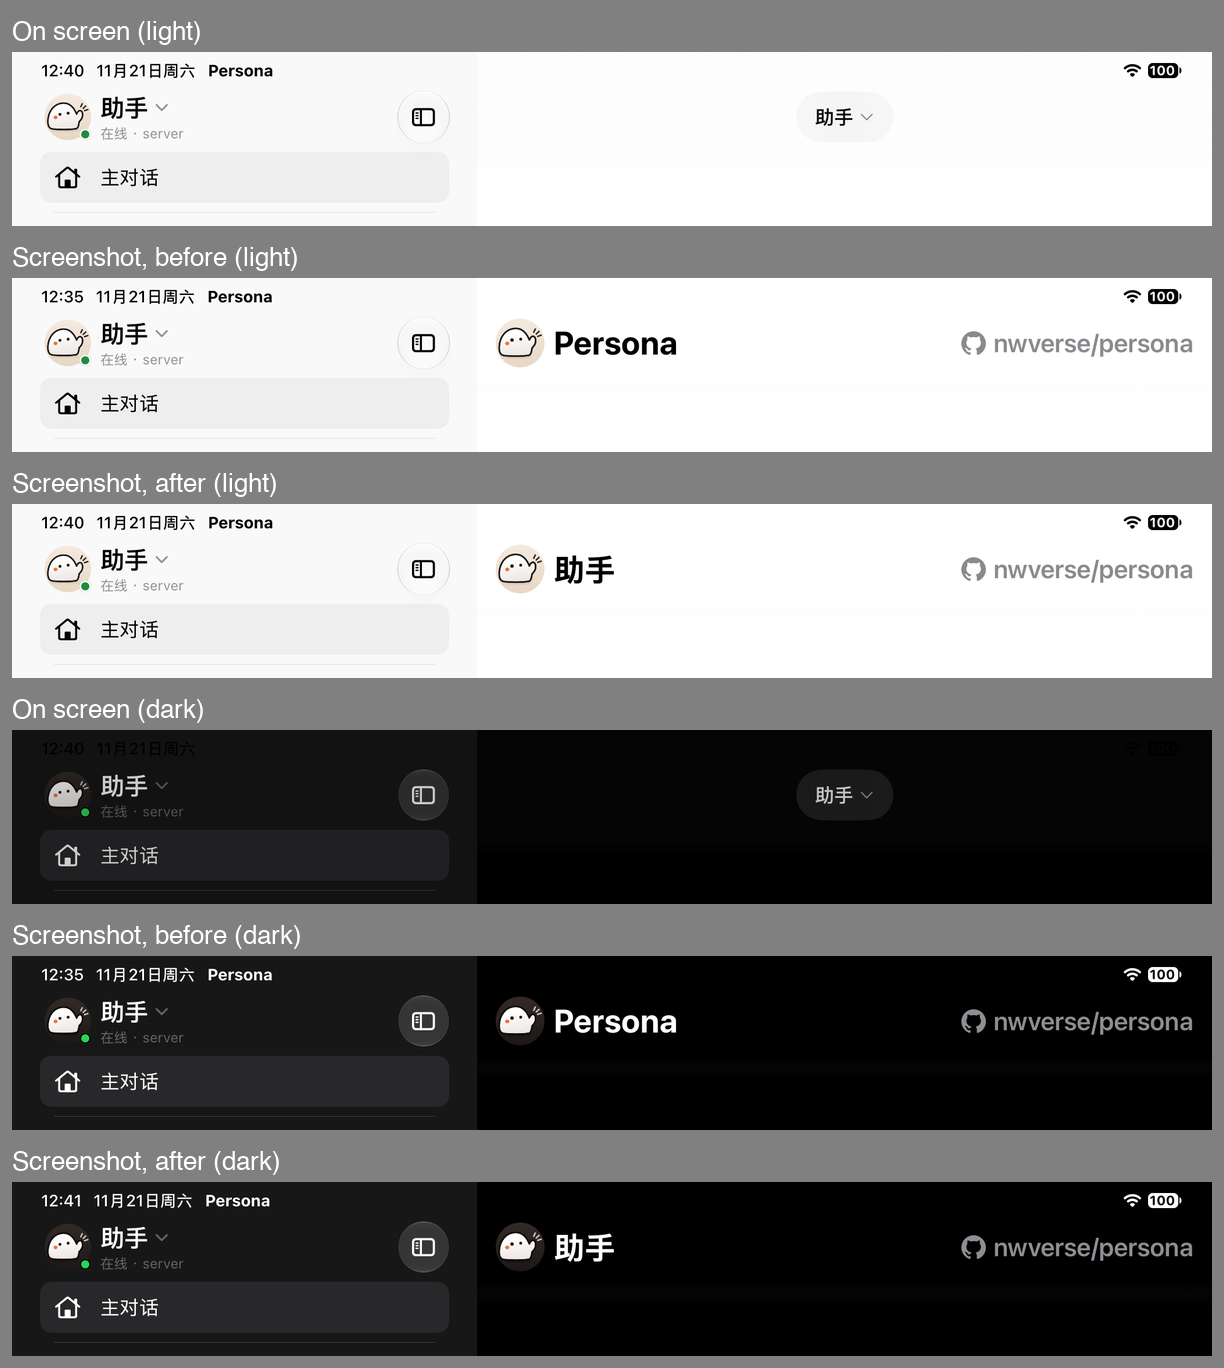 On screen (light)
12:40 11月21日周六 Persona
100
助手
助手
在线 · server
主对话
Screenshot, before (light)
12:35 11月21日周六 Persona
100
助手
Persona
nwverse/persona
在线 · server
主对话
Screenshot, after (light)
12:40 11月21日周六 Persona
100
助手
助手
nwverse/persona
在线 · server
主对话
On screen (dark)
12:40 11月21日周六
100
助手
助手
在线 · server
主对话
Screenshot, before (dark)
12:35 11月21日周六 Persona
100
助手
Persona
nwverse/persona
在线 · server
主对话
Screenshot, after (dark)
12:41 11月21日周六 Persona
100
助手
助手
nwverse/persona
在线 · server
主对话